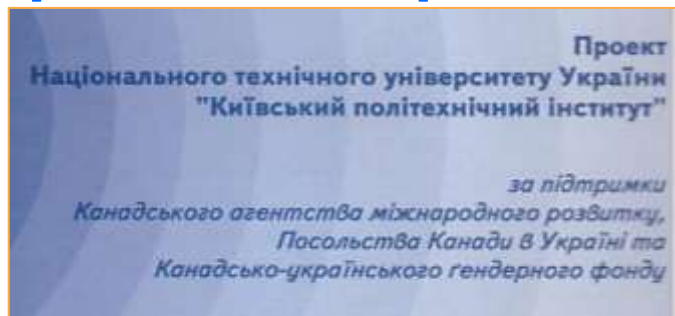 Проект
Національного технічного університету України
"Київський політехнічний інститут"
за підтримки
Канадського агентства міжнародного розвитку,
Посольства Канади в Україні та
Канадсько-українського ґендерного фонду